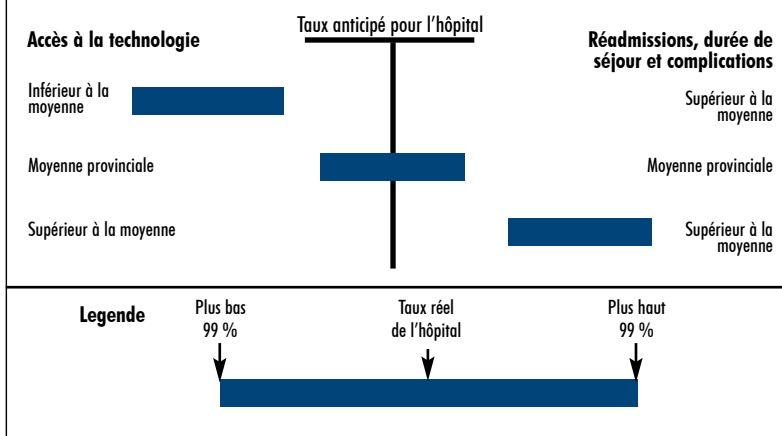 Taux anticipé pour l'hôpital
Accès à la technologie
Réadmissions, durée de
séjour et complications
Inférieur à la
moyenne
Supérieur à la
moyenne
Moyenne provinciale
Moyenne provinciale
Supérieur à la moyenne
Supérieur à la
moyenne
Legende
Plus bas
99 %
Taux réel
de l'hôpital
Plus haut
99 %